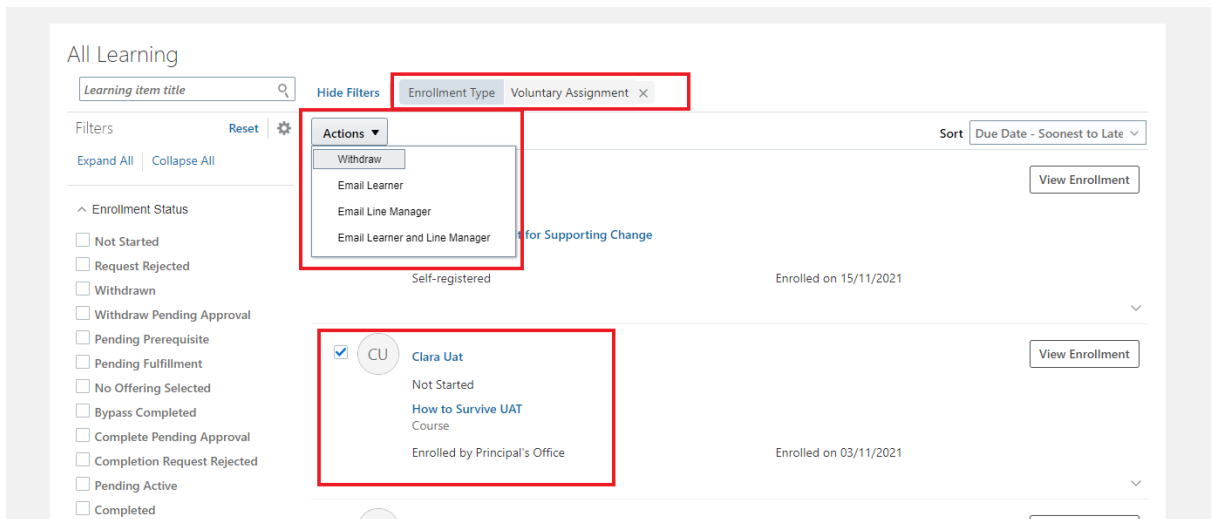 All Learning
Learning item title
Hide Filters
Enrollment Type Voluntary Assignment ×
Filters Reset
Expand All Collapse All
Enrollment Status
Not Started
Request Rejected
Withdrawn
Withdraw Pending Approval
Pending Prerequisite
Pending Fulfillment
No Offering Selected
Bypass Completed
Complete Pending Approval
Completion Request Rejected
Pending Active
Completed
Actions ▼
Withdraw
Email Learner
Email Line Manager
Email Learner and Line Manager
Sort Due Date - Soonest to Late
View Enrollment
for Supporting Change
Self-registered Enrolled on 15/11/2021
CU Clara Uat View Enrollment
Not Started
How to Survive UAT
Course
Enrolled by Principal's Office Enrolled on 03/11/2021